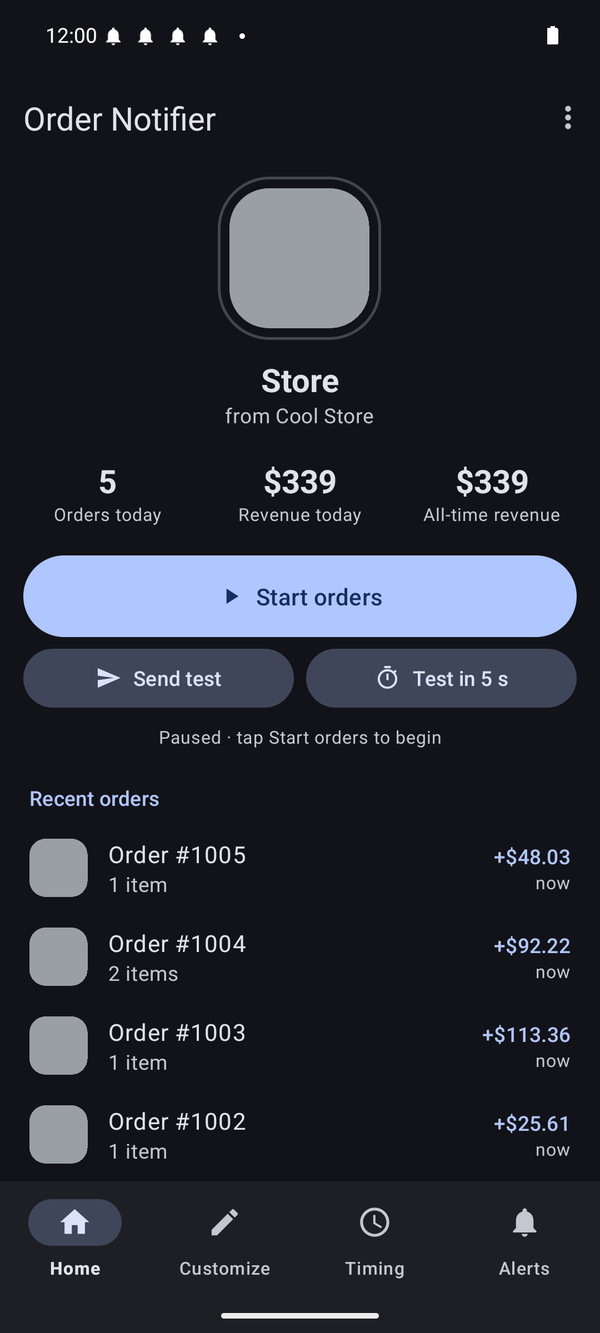 12:00
Order Notifier
Store
from Cool Store
5 $339 $339
Orders today Revenue today All-time revenue
Start orders
Send test Test in 5 s
Paused · tap Start orders to begin
Recent orders
Order #1005 +$48.03
1 item now
Order #1004 +$92.22
2 items now
Order #1003 +$113.36
1 item now
Order #1002 +$25.61
1 item now
Home Customize Timing Alerts